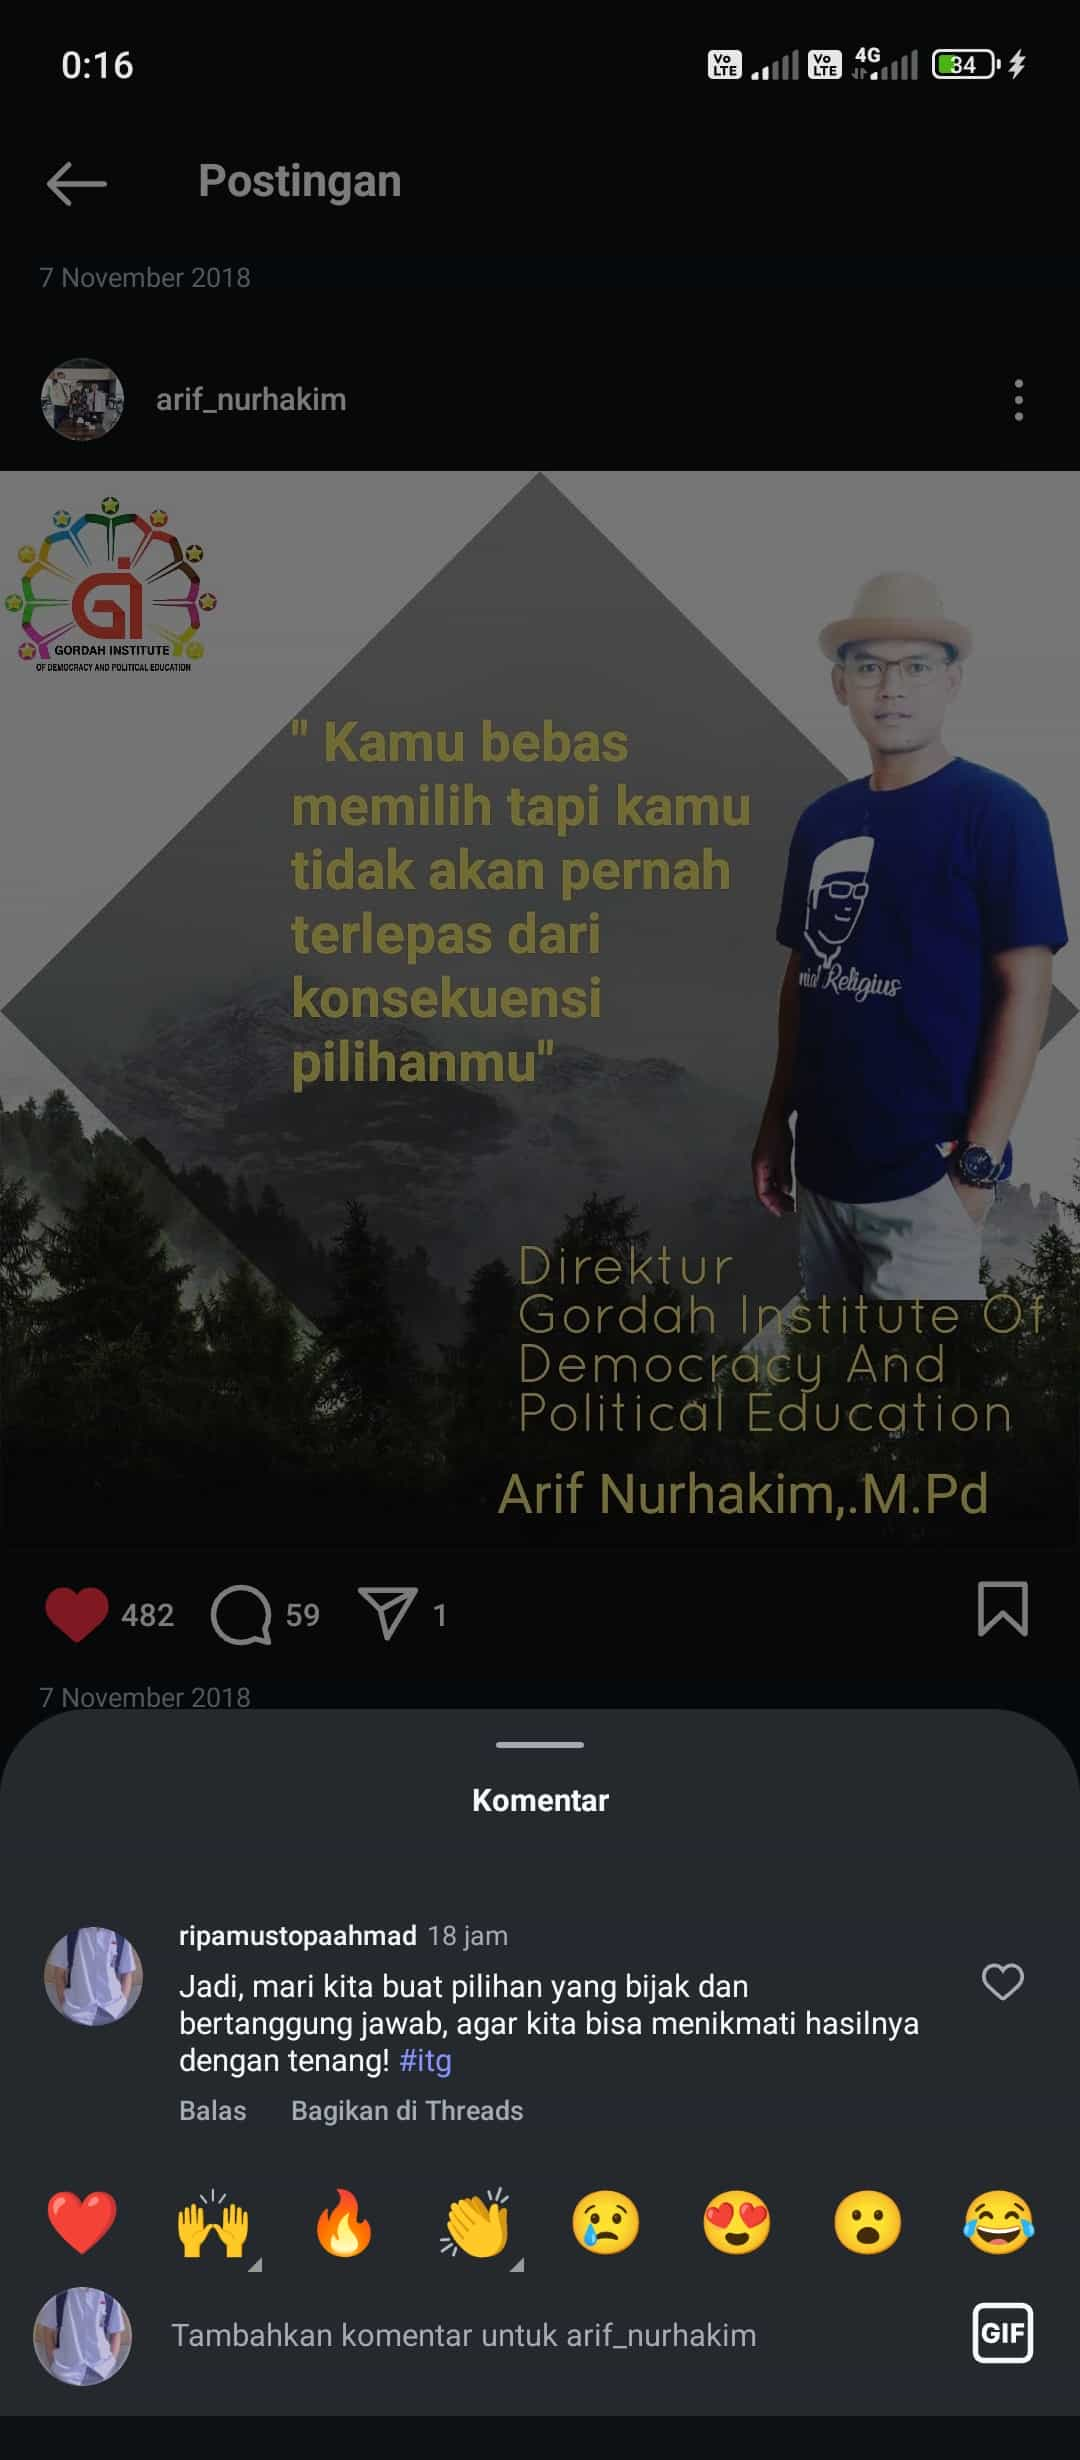 0:16
Vo LTE Vo LTE 4G 34
Postingan
7 November 2018
arif_nurhakim
GI
GORDAH INSTITUTE
OF DEMOCRACY AND POLITICAL EDUCATION
" Kamu bebas
memilih tapi kamu
tidak akan pernah
terlepas dari
konsekuensi
pilihanmu"
Religius
Direktur
Gordah Institute Of
Democracy And
Political Education
Arif Nurhakim,.M.Pd
482 59 1
7 November 2018
Komentar
ripamustopaahmad 18 jam
Jadi, mari kita buat pilihan yang bijak dan
bertanggung jawab, agar kita bisa menikmati hasilnya
dengan tenang! #itg
Balas Bagikan di Threads
Tambahkan komentar untuk arif_nurhakim
GIF